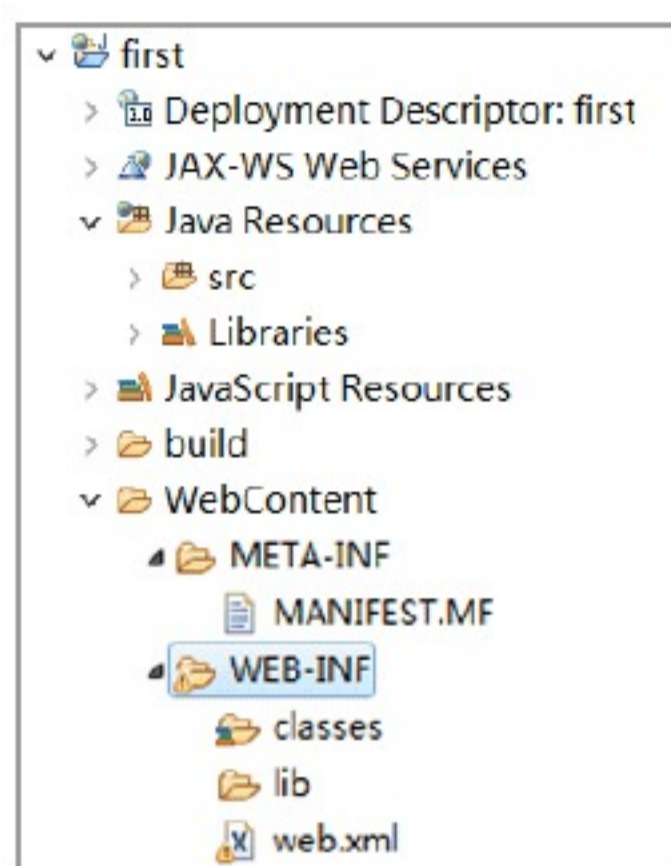 first
Deployment Descriptor: first
JAX-WS Web Services
Java Resources
src
Libraries
JavaScript Resources
build
WebContent
META-INF
MANIFEST.MF
WEB-INF
classes
lib
web.xml